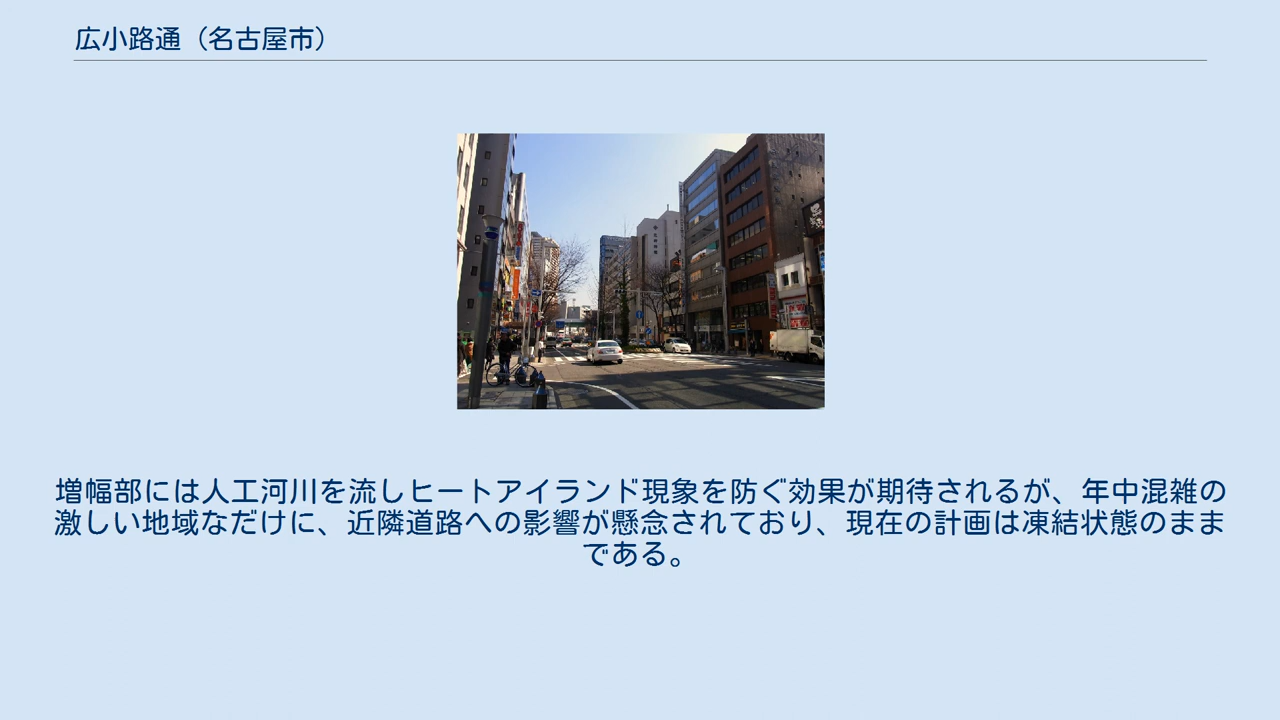 広小路通（名古屋市）
増幅部には人工河川を流しヒートアイランド現象を防ぐ効果が期待されるが、年中混雑の
激しい地域なだけに、近隣道路への影響が懸念されており、現在の計画は凍結状態のまま
である。